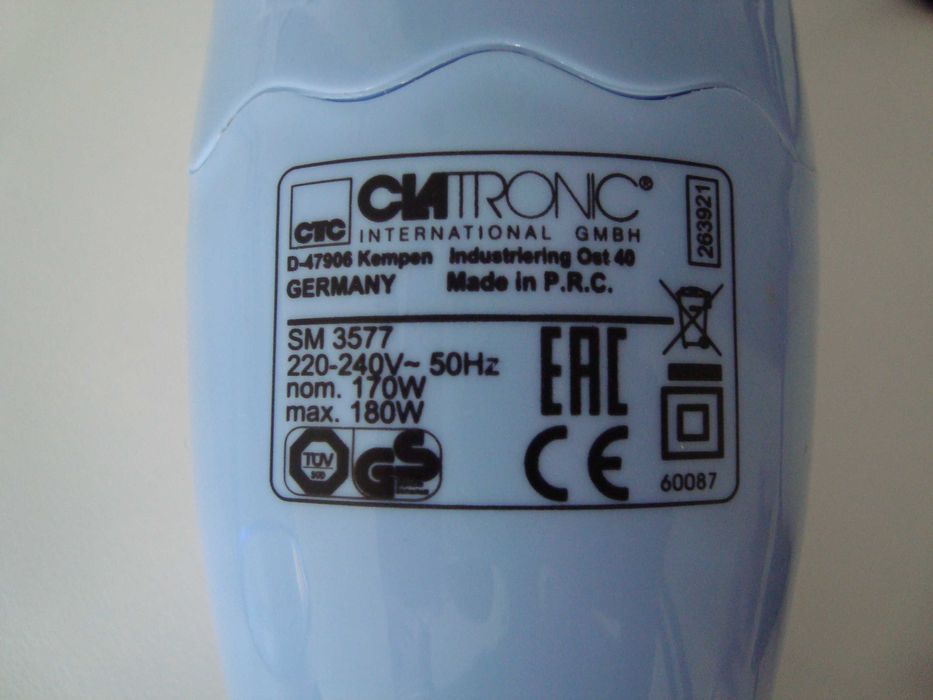 CTC
CLATRONIC®
INTERNATIONAL GMBH
263921
D-47906 Kempen Industriering Ost 40
GERMANY Made in P.R.C.
SM 3577
220-240V~ 50Hz
nom. 170W
max. 180W
EAC
TÜV
GS
CE
60087